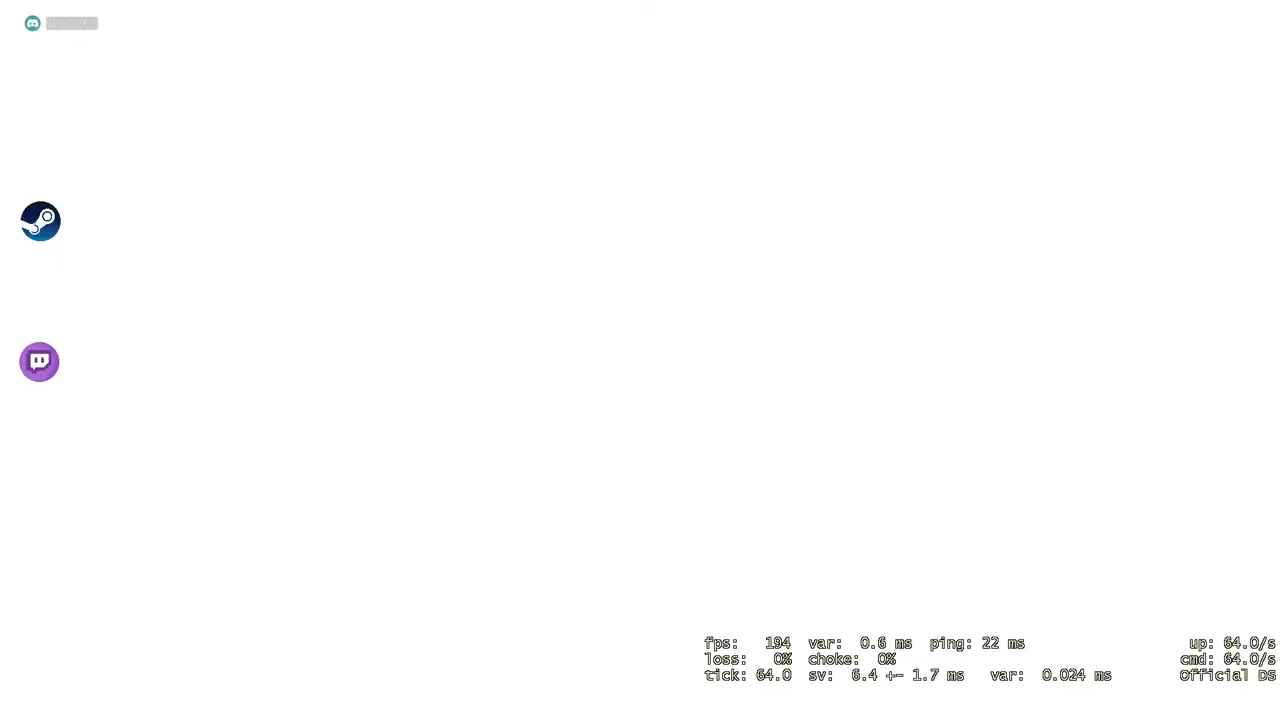 fps: 194 var: 0.6 ms ping: 22 ms up: 64.0/s
loss: 0% choke: 0% cmd: 64.0/s
tick: 64.0 sv: 6.4 +- 1.7 ms var: 0.024 ms Official DS